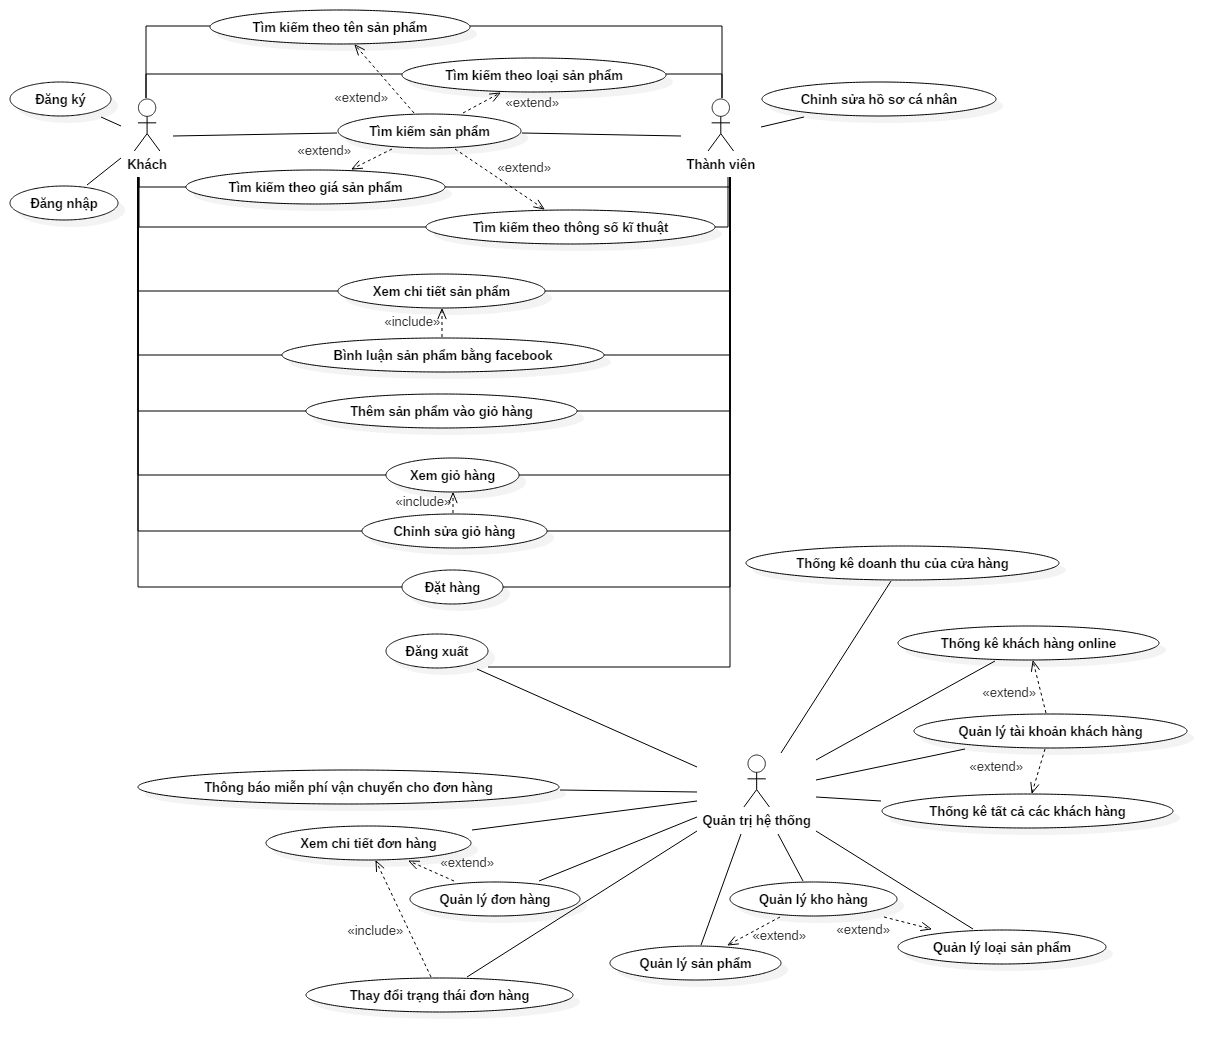 Tìm kiếm theo tên sản phẩm
Tìm kiếm theo loại sản phẩm
Đăng ký
«extend»
«extend»
Chỉnh sửa hồ sơ cá nhân
Tìm kiếm sản phẩm
«extend»
Khách
Thành viên
«extend»
Tìm kiếm theo giá sản phẩm
Đăng nhập
Tìm kiếm theo thông số kĩ thuật
Xem chi tiết sản phẩm
«include»
Bình luận sản phẩm bằng facebook
Thêm sản phẩm vào giỏ hàng
Xem giỏ hàng
«include»
Chỉnh sửa giỏ hàng
Thống kê doanh thu của cửa hàng
Đặt hàng
Thống kê khách hàng online
Đăng xuất
«extend»
Quản lý tài khoản khách hàng
«extend»
Thông báo miễn phí vận chuyển cho đơn hàng
Thống kê tất cả các khách hàng
Quản trị hệ thống
Xem chi tiết đơn hàng
«extend»
Quản lý đơn hàng
Quản lý kho hàng
«include»
«extend»
«extend»
Quản lý loại sản phẩm
Quản lý sản phẩm
Thay đổi trạng thái đơn hàng